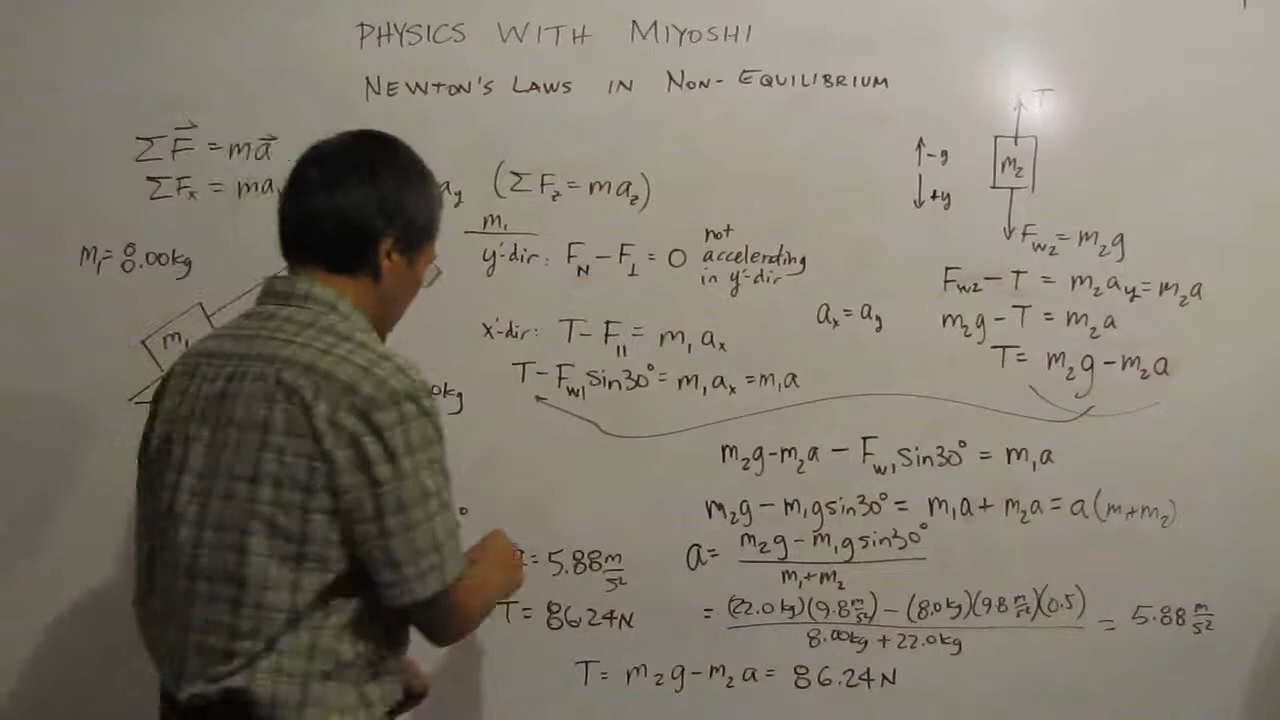 PHYSICS WITH MIYOSHI
NEWTON'S LAWS IN NON-EQUILIBRIUM
ΣF⃗ = ma⃗
ΣFₓ = ma
a_y (ΣF_z = ma_z)
m₁ = 8.00kg
m₁
0kg
m₁
y'-dir: F_N − F_⊥ = 0 not accelerating in y'-dir
x'-dir: T − F_∥ = m₁aₓ
aₓ = a_y
T − F_w₁ sin30° = m₁aₓ = m₁a
T
m₂
↑ -g
↓ +y
F_w2 = m₂g
F_w2 − T = m₂a_y = m₂a
m₂g − T = m₂a
T = m₂g − m₂a
m₂g − m₂a − F_w₁ sin30° = m₁a
m₂g − m₁g sin30° = m₁a + m₂a = a(m₁+m₂)
a = (m₂g − m₁g sin30°) / (m₁+m₂)
= ((22.0kg)(9.8 m/s²) − (8.0kg)(9.8 m/s²)(0.5)) / (8.00kg + 22.0kg) = 5.88 m/s²
T = m₂g − m₂a = 86.24N
°
a = 5.88 m/s²
T = 86.24N